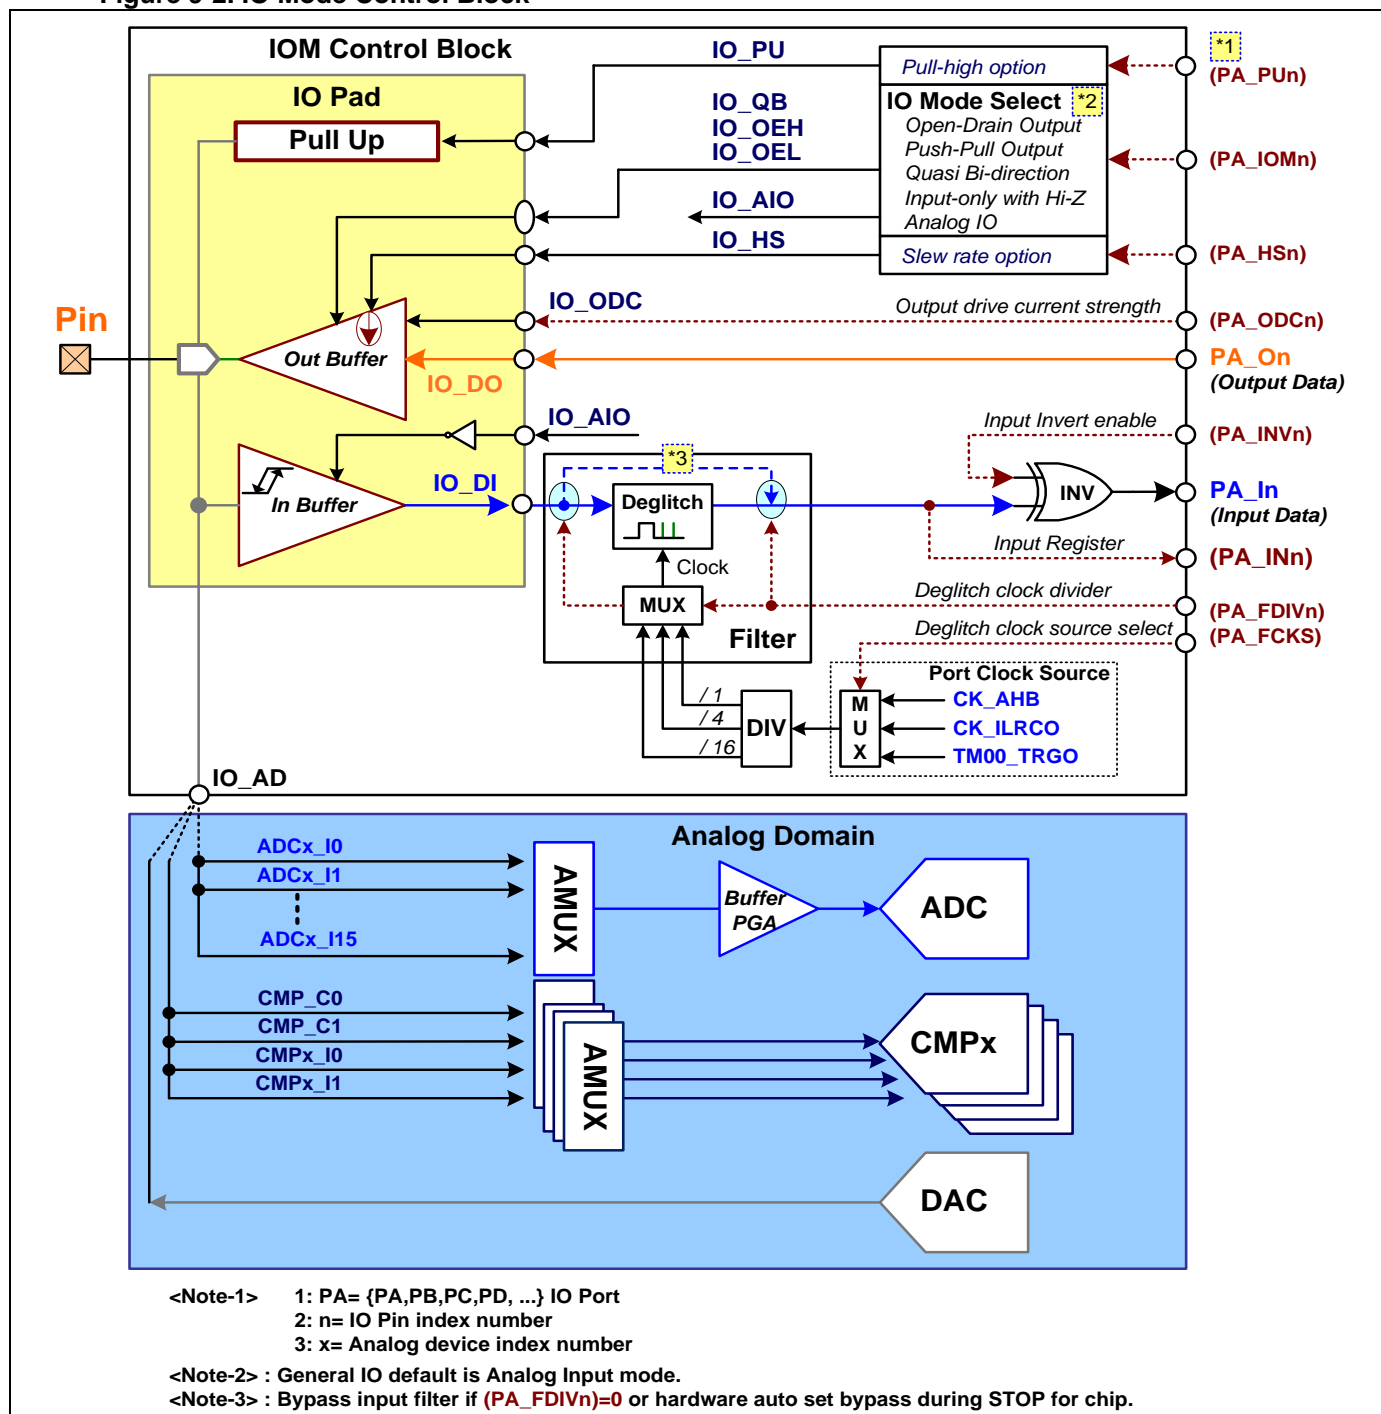 IOM Control Block
IO Pad
Pull Up
IO_PU
IO_QB
IO_OEH
IO_OEL
IO_AIO
IO_HS
Pull-high option
IO Mode Select *2
Open-Drain Output
Push-Pull Output
Quasi Bi-direction
Input-only with Hi-Z
Analog IO
Slew rate option
*1
(PA_PUn)
(PA_IOMn)
(PA_HSn)
Pin
Out Buffer
IO_ODC
Output drive current strength
(PA_ODCn)
IO_DO
PA_On
(Output Data)
IO_AIO
In Buffer
IO_DI
*3
Deglitch
Clock
MUX
Filter
Input Invert enable
(PA_INVn)
INV
PA_In
(Input Data)
Input Register
(PA_INn)
Deglitch clock divider
(PA_FDIVn)
Deglitch clock source select
(PA_FCKS)
Port Clock Source
/ 1
/ 4
/ 16
DIV
M
U
X
CK_AHB
CK_ILRCO
TM00_TRGO
IO_AD
Analog Domain
ADCx_I0
ADCx_I1
ADCx_I15
AMUX
Buffer
PGA
ADC
CMP_C0
CMP_C1
CMPx_I0
CMPx_I1
AMUX
CMPx
DAC
<Note-1> 1: PA= {PA,PB,PC,PD, ...} IO Port
2: n= IO Pin index number
3: x= Analog device index number
<Note-2> : General IO default is Analog Input mode.
<Note-3> : Bypass input filter if (PA_FDIVn)=0 or hardware auto set bypass during STOP for chip.